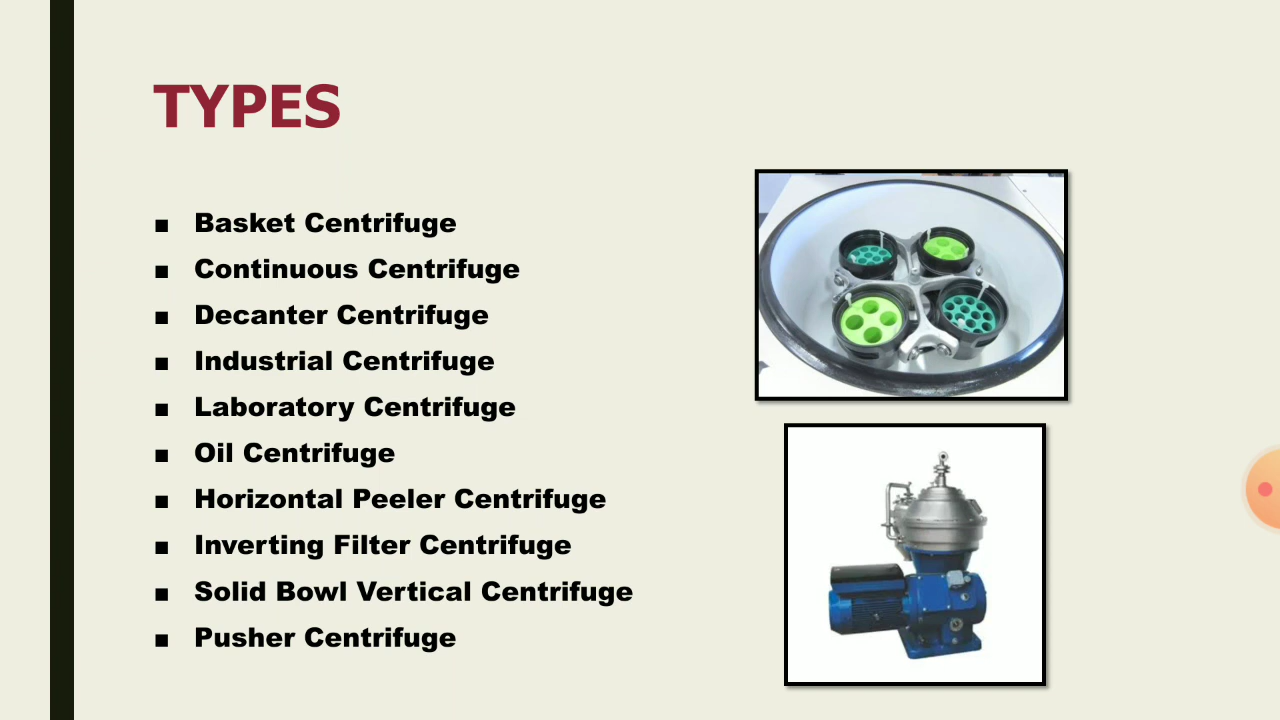 TYPES
▪ Basket Centrifuge
▪ Continuous Centrifuge
▪ Decanter Centrifuge
▪ Industrial Centrifuge
▪ Laboratory Centrifuge
▪ Oil Centrifuge
▪ Horizontal Peeler Centrifuge
▪ Inverting Filter Centrifuge
▪ Solid Bowl Vertical Centrifuge
▪ Pusher Centrifuge